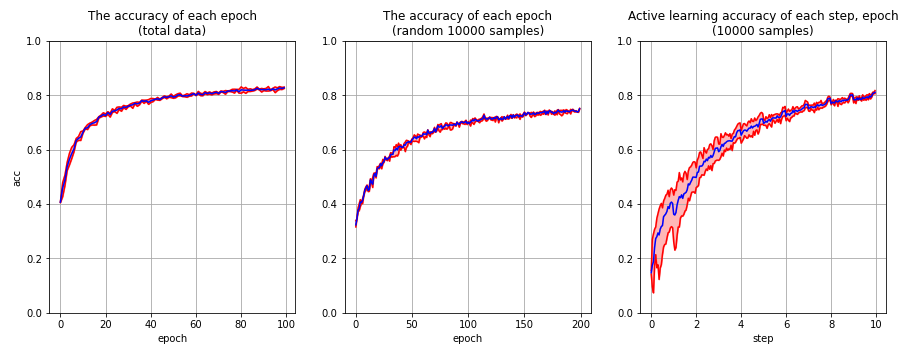 The accuracy of each epoch
(total data)
1.0
0.8
0.6
0.4
0.2
0.0
acc
0 20 40 60 80 100
epoch
The accuracy of each epoch
(random 10000 samples)
1.0
0.8
0.6
0.4
0.2
0.0
0 50 100 150 200
epoch
Active learning accuracy of each step, epoch
(10000 samples)
1.0
0.8
0.6
0.4
0.2
0.0
0 2 4 6 8 10
step